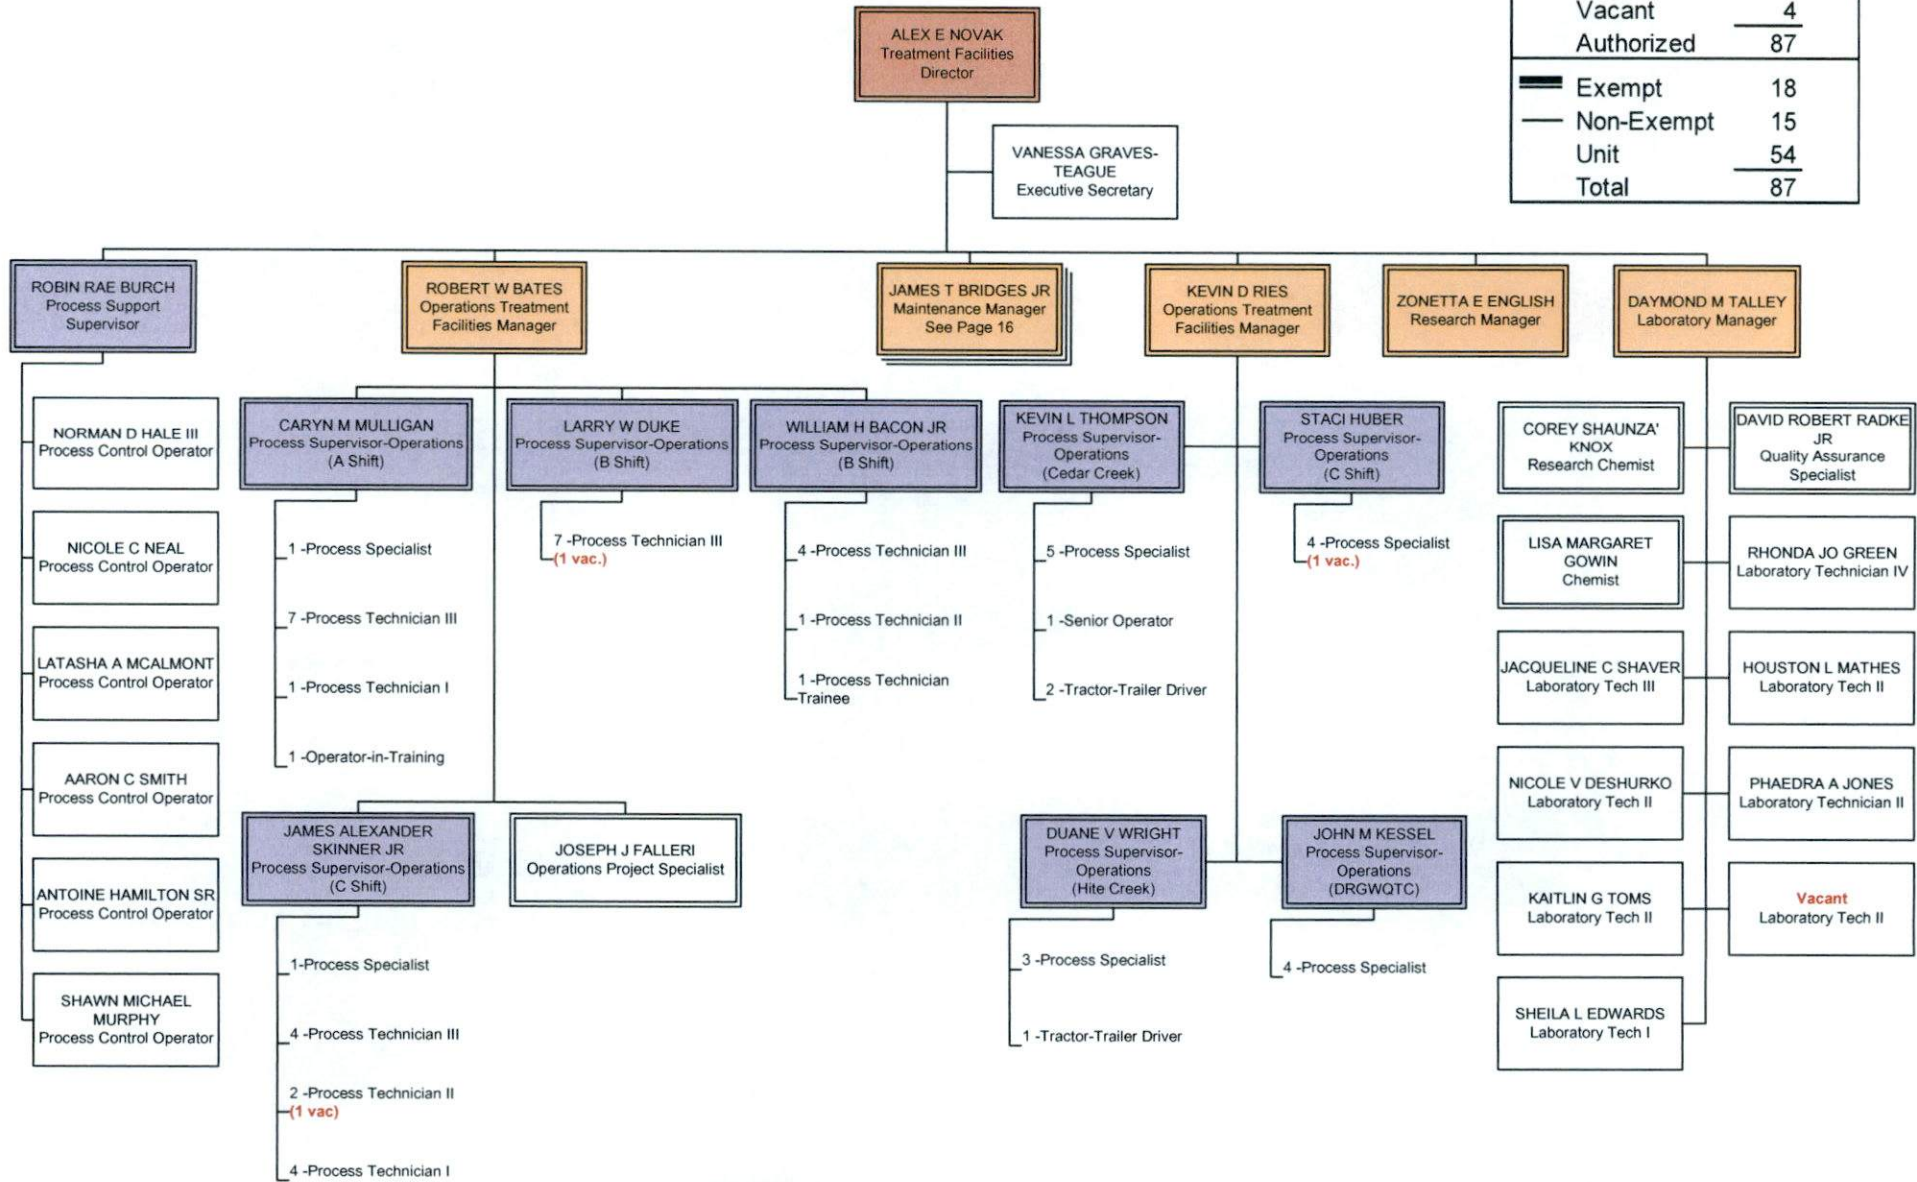 Vacant 4
Authorized 87
Exempt 18
Non-Exempt 15
Unit 54
Total 87
ALEX E NOVAK
Treatment Facilities
Director
VANESSA GRAVES-
TEAGUE
Executive Secretary
ROBIN RAE BURCH
Process Support
Supervisor
ROBERT W BATES
Operations Treatment
Facilities Manager
JAMES T BRIDGES JR
Maintenance Manager
See Page 16
KEVIN D RIES
Operations Treatment
Facilities Manager
ZONETTA E ENGLISH
Research Manager
DAYMOND M TALLEY
Laboratory Manager
NORMAN D HALE III
Process Control Operator
NICOLE C NEAL
Process Control Operator
LATASHA A MCALMONT
Process Control Operator
AARON C SMITH
Process Control Operator
ANTOINE HAMILTON SR
Process Control Operator
SHAWN MICHAEL
MURPHY
Process Control Operator
CARYN M MULLIGAN
Process Supervisor-Operations
(A Shift)
1 -Process Specialist
7 -Process Technician III
1 -Process Technician I
1 -Operator-in-Training
LARRY W DUKE
Process Supervisor-Operations
(B Shift)
7 -Process Technician III
(1 vac.)
WILLIAM H BACON JR
Process Supervisor-Operations
(B Shift)
4 -Process Technician III
1 -Process Technician II
1 -Process Technician
Trainee
JAMES ALEXANDER
SKINNER JR
Process Supervisor-Operations
(C Shift)
1-Process Specialist
4 -Process Technician III
2 -Process Technician II
(1 vac)
4 -Process Technician I
JOSEPH J FALLERI
Operations Project Specialist
KEVIN L THOMPSON
Process Supervisor-
Operations
(Cedar Creek)
5 -Process Specialist
1 -Senior Operator
2 -Tractor-Trailer Driver
STACI HUBER
Process Supervisor-
Operations
(C Shift)
4 -Process Specialist
(1 vac.)
DUANE V WRIGHT
Process Supervisor-
Operations
(Hite Creek)
3 -Process Specialist
1 -Tractor-Trailer Driver
JOHN M KESSEL
Process Supervisor-
Operations
(DRGWQTC)
4 -Process Specialist
COREY SHAUNZA'
KNOX
Research Chemist
DAVID ROBERT RADKE
JR
Quality Assurance
Specialist
LISA MARGARET
GOWIN
Chemist
RHONDA JO GREEN
Laboratory Technician IV
JACQUELINE C SHAVER
Laboratory Tech III
HOUSTON L MATHES
Laboratory Tech II
NICOLE V DESHURKO
Laboratory Tech II
PHAEDRA A JONES
Laboratory Technician II
KAITLIN G TOMS
Laboratory Tech II
Vacant
Laboratory Tech II
SHEILA L EDWARDS
Laboratory Tech I